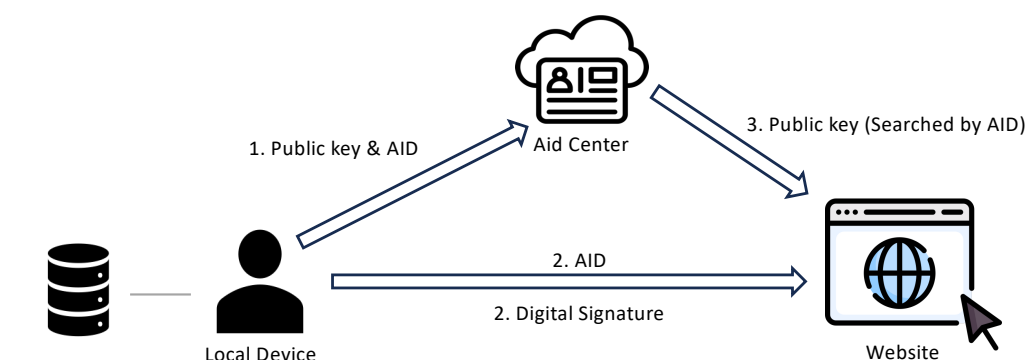 1. Public key & AID
Aid Center
3. Public key (Searched by AID)
2. AID
2. Digital Signature
Local Device
Website